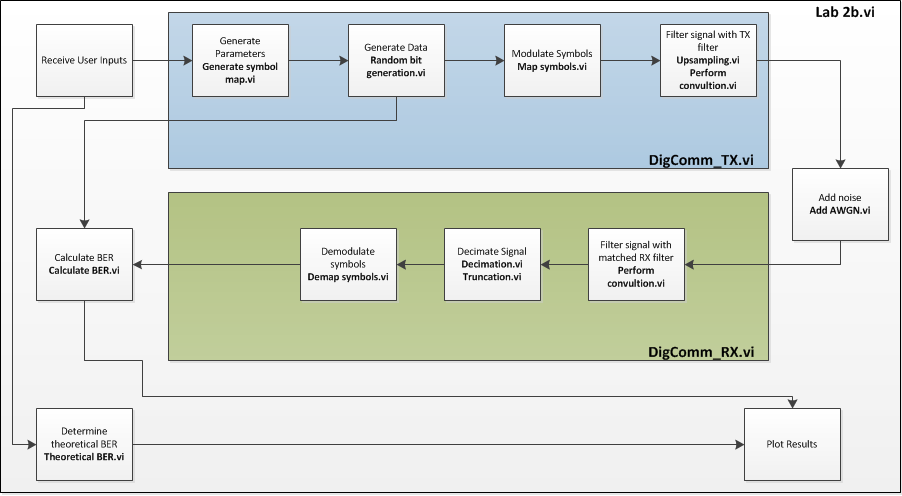 Lab 2b.vi
Receive User Inputs
Generate
Parameters
Generate symbol
map.vi
Generate Data
Random bit
generation.vi
Modulate Symbols
Map symbols.vi
Filter signal with TX
filter
Upsampling.vi
Perform
convultion.vi
DigComm_TX.vi
Add noise
Add AWGN.vi
Calculate BER
Calculate BER.vi
Demodulate
symbols
Demap symbols.vi
Decimate Signal
Decimation.vi
Truncation.vi
Filter signal with
matched RX filter
Perform
convultion.vi
DigComm_RX.vi
Determine
theoretical BER
Theoretical BER.vi
Plot Results